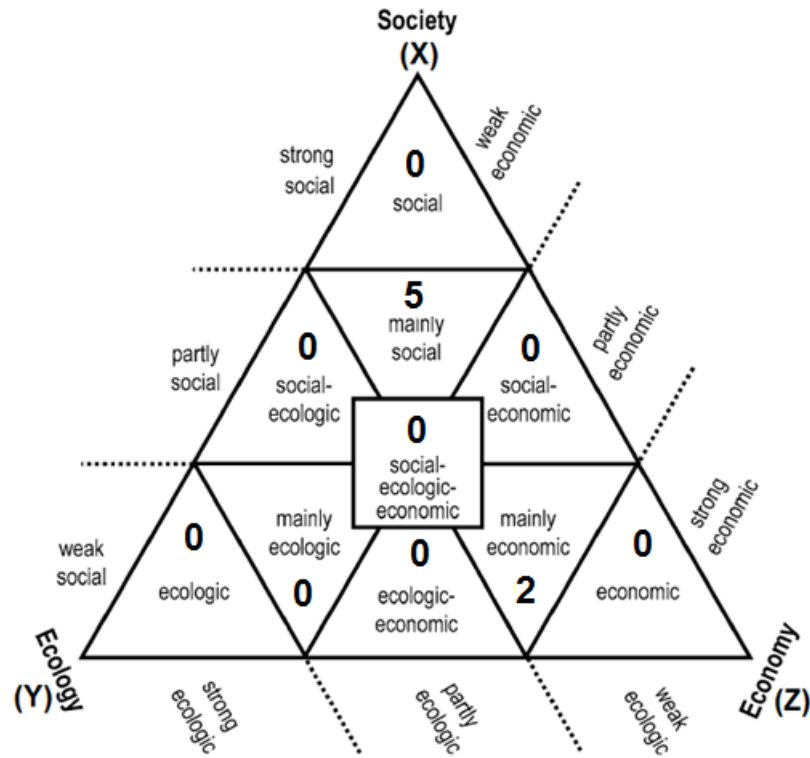 Society
(X)
weak
economic
strong
social
0
social
5
mainly
social
partly
economic
partly
social
0
social-
ecologic
0
social-
economic
0
social-
ecologic-
economic
strong
economic
weak
social
0
ecologic
mainly
ecologic
0
0
ecologic-
economic
mainly
economic
2
0
economic
Ecology
(Y)
strong
ecologic
partly
ecologic
weak
ecologic
Economy
(Z)